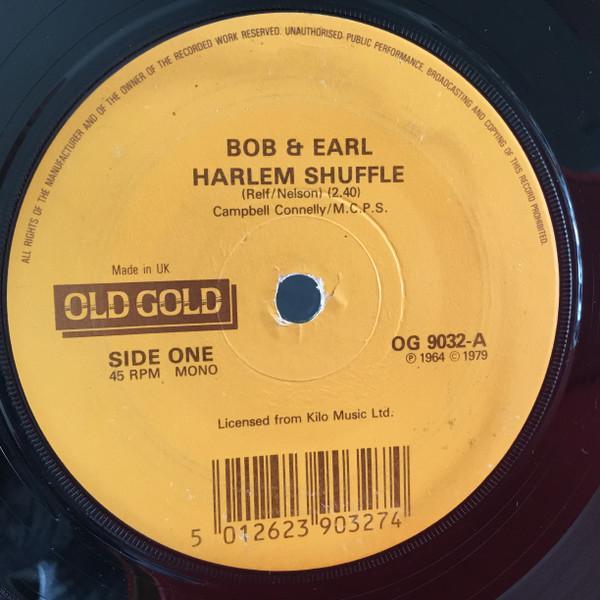 ALL RIGHTS OF THE MANUFACTURER AND OF THE OWNER OF THE RECORDED WORK RESERVED. UNAUTHORISED PUBLIC PERFORMANCE, BROADCASTING AND COPYING OF THIS RECORD PROHIBITED.
BOB & EARL
HARLEM SHUFFLE
(Relf/Nelson) (2.40)
Campbell Connelly/M.C.P.S.
Made in UK
OLD GOLD
SIDE ONE
45 RPM MONO
OG 9032-A
℗ 1964 © 1979
Licensed from Kilo Music Ltd.
5 012623 903274